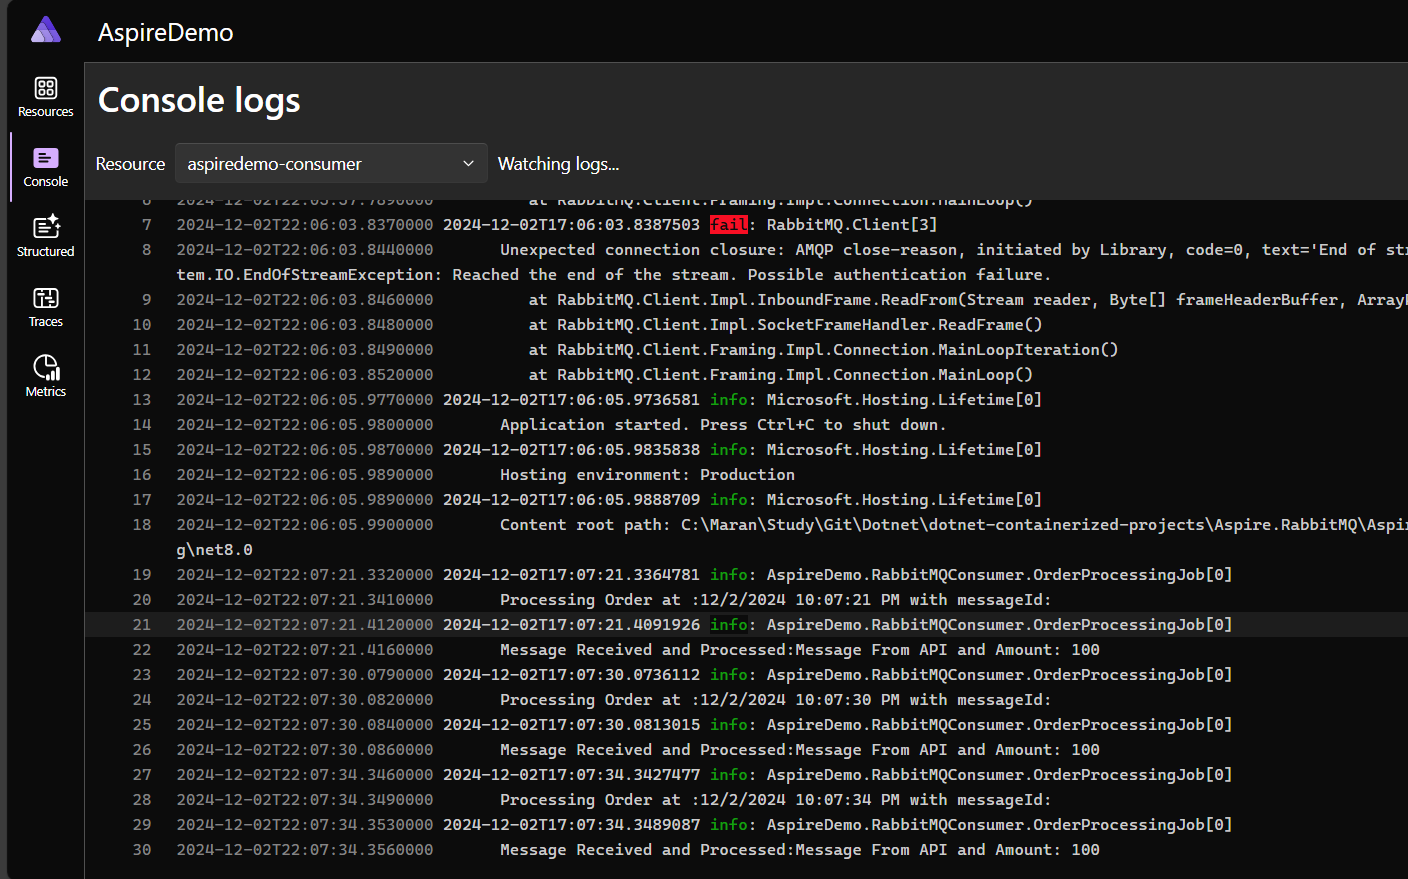 AspireDemo
Resources
Console
Structured
Traces
Metrics
Console logs
Resource aspiredemo-consumer Watching logs...
6 2024-12-02T22:05:57.7890000 at RabbitMQ.Client.Framing.Impl.Connection.MainLoop()
7 2024-12-02T22:06:03.8370000 2024-12-02T17:06:03.8387503 fail: RabbitMQ.Client[3]
8 2024-12-02T22:06:03.8440000 Unexpected connection closure: AMQP close-reason, initiated by Library, code=0, text='End of str
tem.IO.EndOfStreamException: Reached the end of the stream. Possible authentication failure.
9 2024-12-02T22:06:03.8460000 at RabbitMQ.Client.Impl.InboundFrame.ReadFrom(Stream reader, Byte[] frameHeaderBuffer, ArrayP
10 2024-12-02T22:06:03.8480000 at RabbitMQ.Client.Impl.SocketFrameHandler.ReadFrame()
11 2024-12-02T22:06:03.8490000 at RabbitMQ.Client.Framing.Impl.Connection.MainLoopIteration()
12 2024-12-02T22:06:03.8520000 at RabbitMQ.Client.Framing.Impl.Connection.MainLoop()
13 2024-12-02T22:06:05.9770000 2024-12-02T17:06:05.9736581 info: Microsoft.Hosting.Lifetime[0]
14 2024-12-02T22:06:05.9800000 Application started. Press Ctrl+C to shut down.
15 2024-12-02T22:06:05.9870000 2024-12-02T17:06:05.9835838 info: Microsoft.Hosting.Lifetime[0]
16 2024-12-02T22:06:05.9890000 Hosting environment: Production
17 2024-12-02T22:06:05.9890000 2024-12-02T17:06:05.9888709 info: Microsoft.Hosting.Lifetime[0]
18 2024-12-02T22:06:05.9900000 Content root path: C:\Maran\Study\Git\Dotnet\dotnet-containerized-projects\Aspire.RabbitMQ\Aspir
g\net8.0
19 2024-12-02T22:07:21.3320000 2024-12-02T17:07:21.3364781 info: AspireDemo.RabbitMQConsumer.OrderProcessingJob[0]
20 2024-12-02T22:07:21.3410000 Processing Order at :12/2/2024 10:07:21 PM with messageId:
21 2024-12-02T22:07:21.4120000 2024-12-02T17:07:21.4091926 info: AspireDemo.RabbitMQConsumer.OrderProcessingJob[0]
22 2024-12-02T22:07:21.4160000 Message Received and Processed:Message From API and Amount: 100
23 2024-12-02T22:07:30.0790000 2024-12-02T17:07:30.0736112 info: AspireDemo.RabbitMQConsumer.OrderProcessingJob[0]
24 2024-12-02T22:07:30.0820000 Processing Order at :12/2/2024 10:07:30 PM with messageId:
25 2024-12-02T22:07:30.0840000 2024-12-02T17:07:30.0813015 info: AspireDemo.RabbitMQConsumer.OrderProcessingJob[0]
26 2024-12-02T22:07:30.0860000 Message Received and Processed:Message From API and Amount: 100
27 2024-12-02T22:07:34.3460000 2024-12-02T17:07:34.3427477 info: AspireDemo.RabbitMQConsumer.OrderProcessingJob[0]
28 2024-12-02T22:07:34.3490000 Processing Order at :12/2/2024 10:07:34 PM with messageId:
29 2024-12-02T22:07:34.3530000 2024-12-02T17:07:34.3489087 info: AspireDemo.RabbitMQConsumer.OrderProcessingJob[0]
30 2024-12-02T22:07:34.3560000 Message Received and Processed:Message From API and Amount: 100